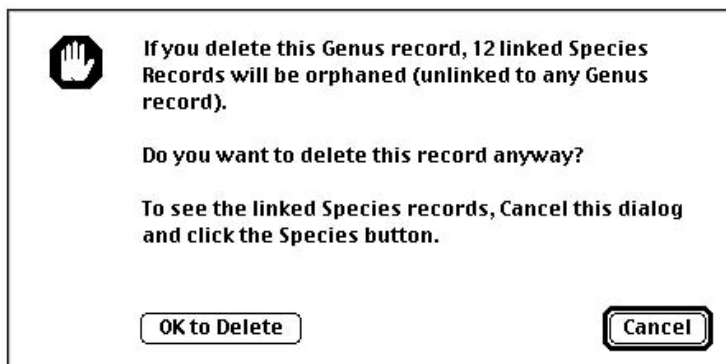 If you delete this Genus record, 12 linked Species
Records will be orphaned (unlinked to any Genus
record).
Do you want to delete this record anyway?
To see the linked Species records, Cancel this dialog
and click the Species button.
OK to Delete
Cancel